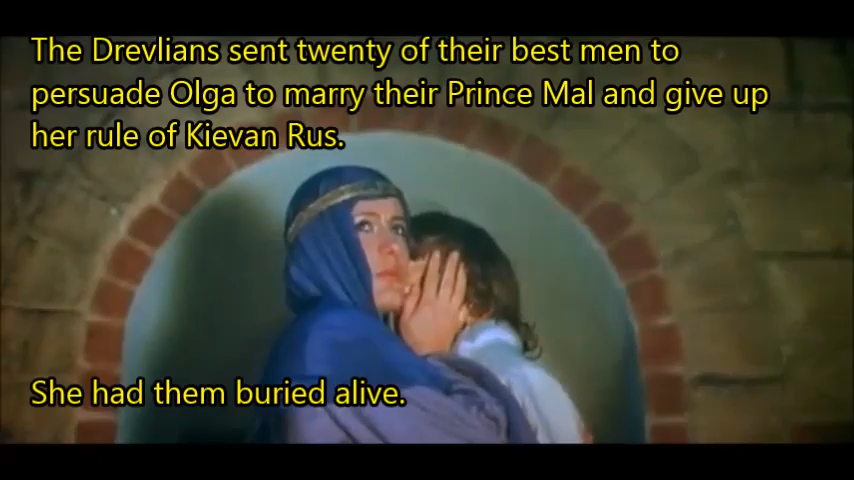 The Drevlians sent twenty of their best men to
persuade Olga to marry their Prince Mal and give up
her rule of Kievan Rus.
She had them buried alive.